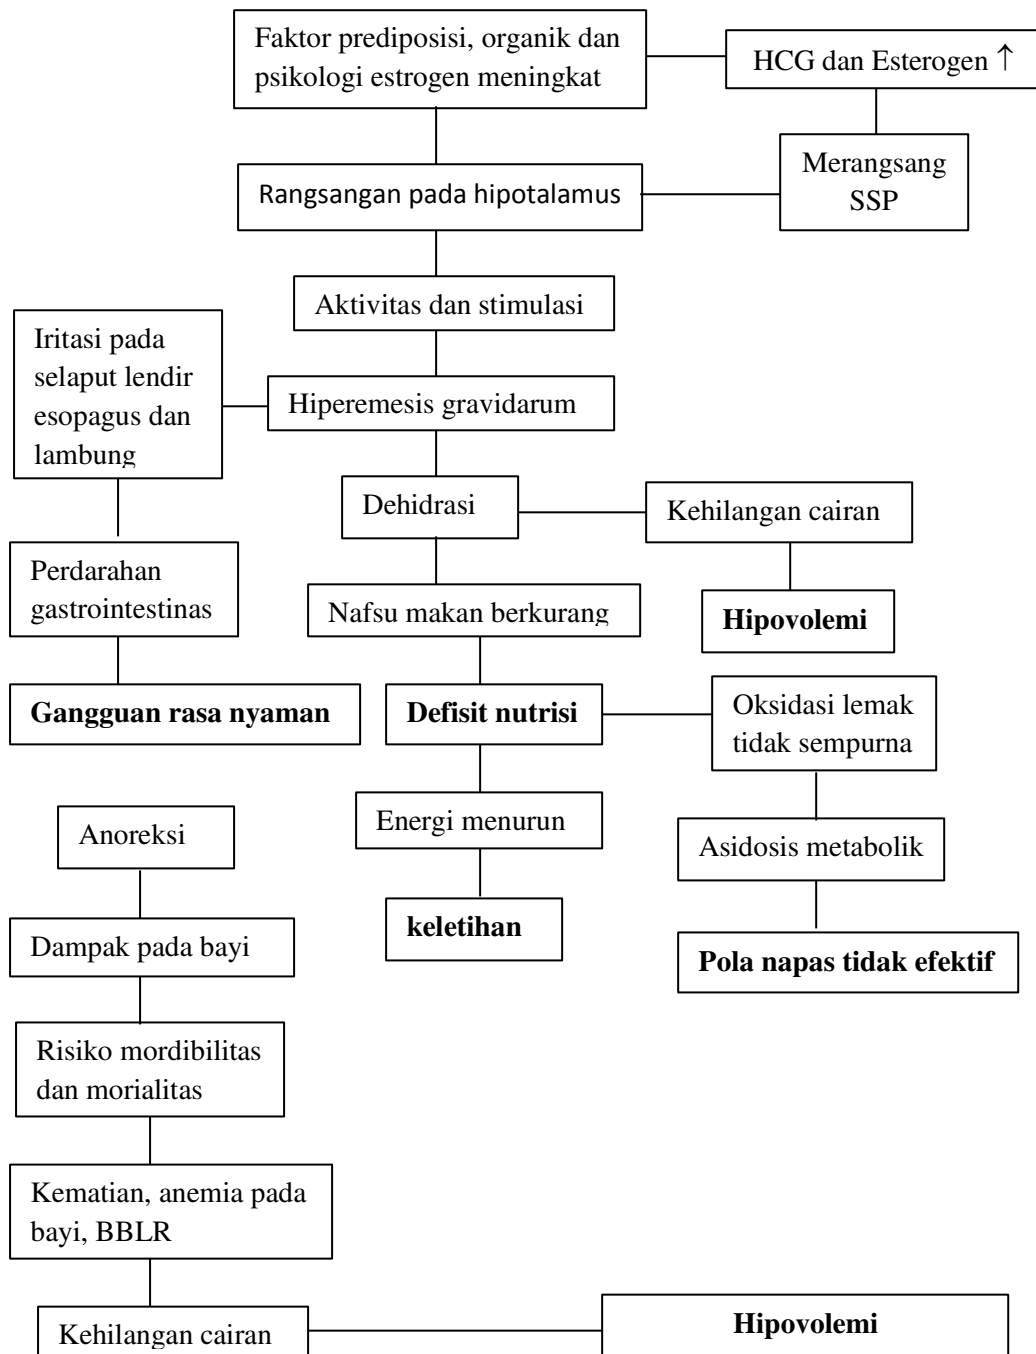 Faktor prediposisi, organik dan
psikologi estrogen meningkat
HCG dan Esterogen ↑
Merangsang
SSP
Rangsangan pada hipotalamus
Aktivitas dan stimulasi
Iritasi pada
selaput lendir
esopagus dan
lambung
Hiperemesis gravidarum
Dehidrasi
Kehilangan cairan
Perdarahan
gastrointestinas
Nafsu makan berkurang
Hipovolemi
Gangguan rasa nyaman
Defisit nutrisi
Oksidasi lemak
tidak sempurna
Anoreksi
Energi menurun
Asidosis metabolik
Dampak pada bayi
keletihan
Pola napas tidak efektif
Risiko mordibilitas
dan morialitas
Kematian, anemia pada
bayi, BBLR
Kehilangan cairan
Hipovolemi